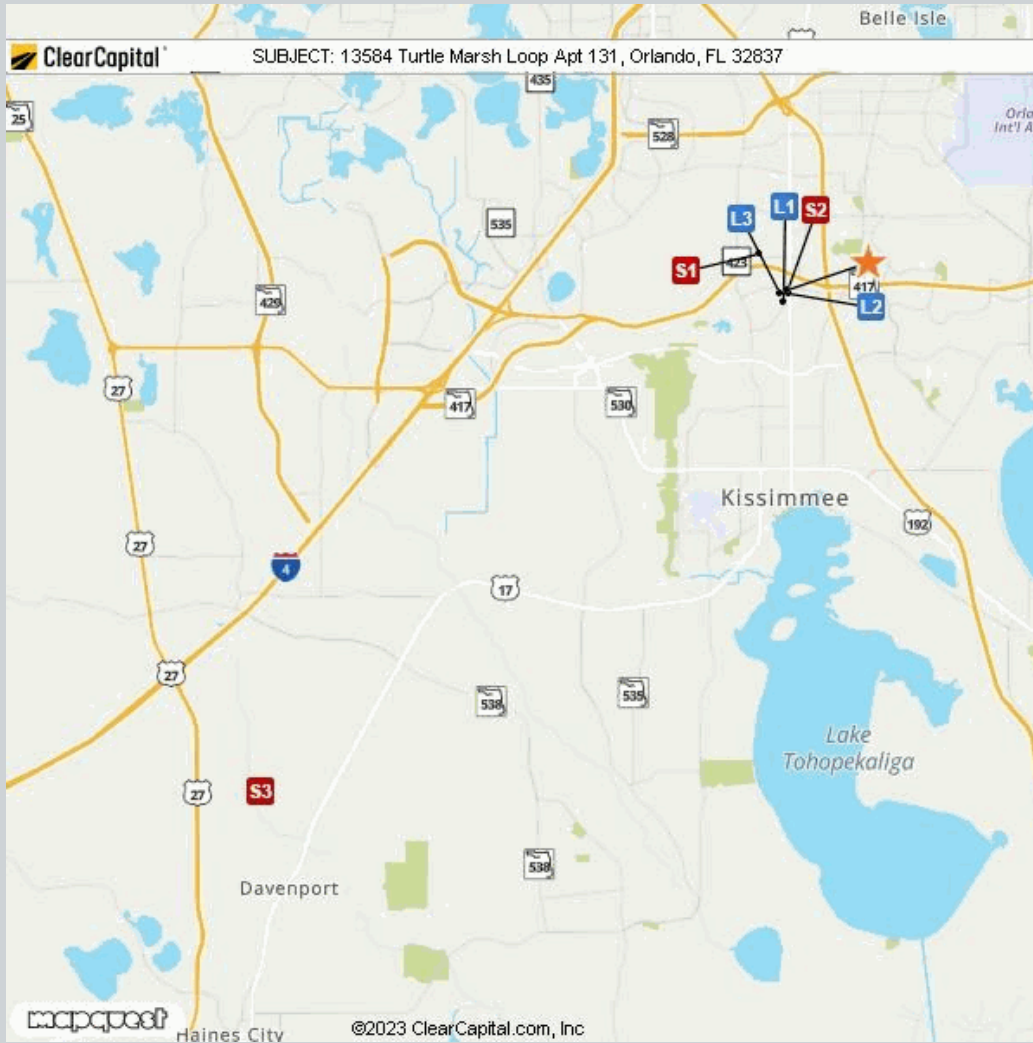 Belle Isle
ClearCapital
SUBJECT: 13584 Turtle Marsh Loop Apt 131, Orlando, FL 32837
435
25
Orla
Int'l A
528
L3
L1
S2
535
S1
423
417
L2
429
27
417
530
Kissimmee
192
27
4
17
27
538
535
Lake
Tohopekaliga
27
S3
538
Davenport
mapquest
©2023 ClearCapital.com, Inc
Haines City